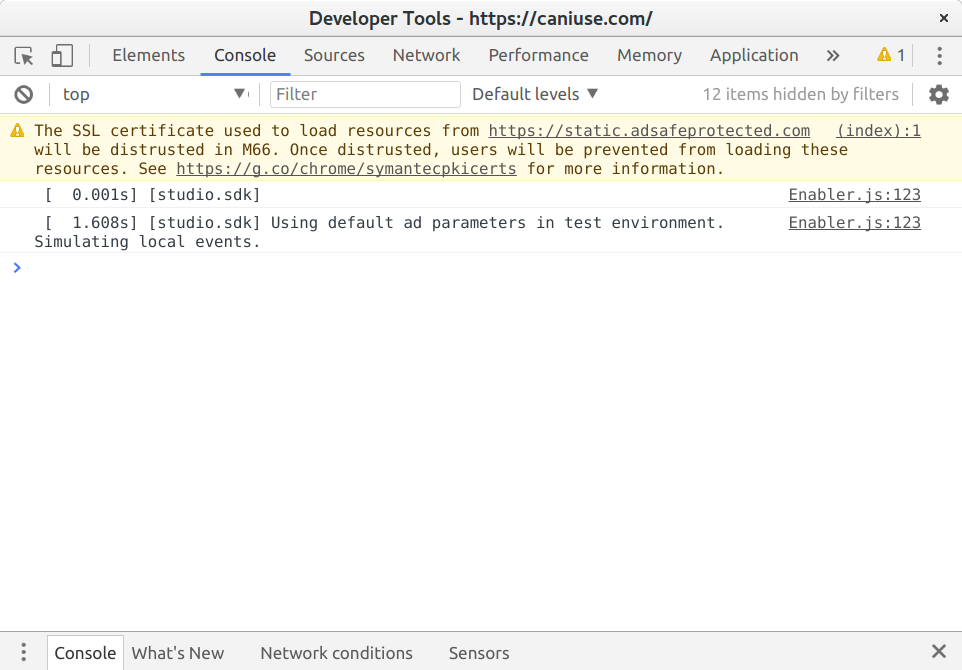 Developer Tools - https://caniuse.com/
Elements Console Sources Network Performance Memory Application 1
top Filter Default levels 12 items hidden by filters
The SSL certificate used to load resources from https://static.adsafeprotected.com (index):1
will be distrusted in M66. Once distrusted, users will be prevented from loading these
resources. See https://g.co/chrome/symantecpkicerts for more information.
[ 0.001s] [studio.sdk] Enabler.js:123
[ 1.608s] [studio.sdk] Using default ad parameters in test environment. Enabler.js:123
Simulating local events.
Console What's New Network conditions Sensors